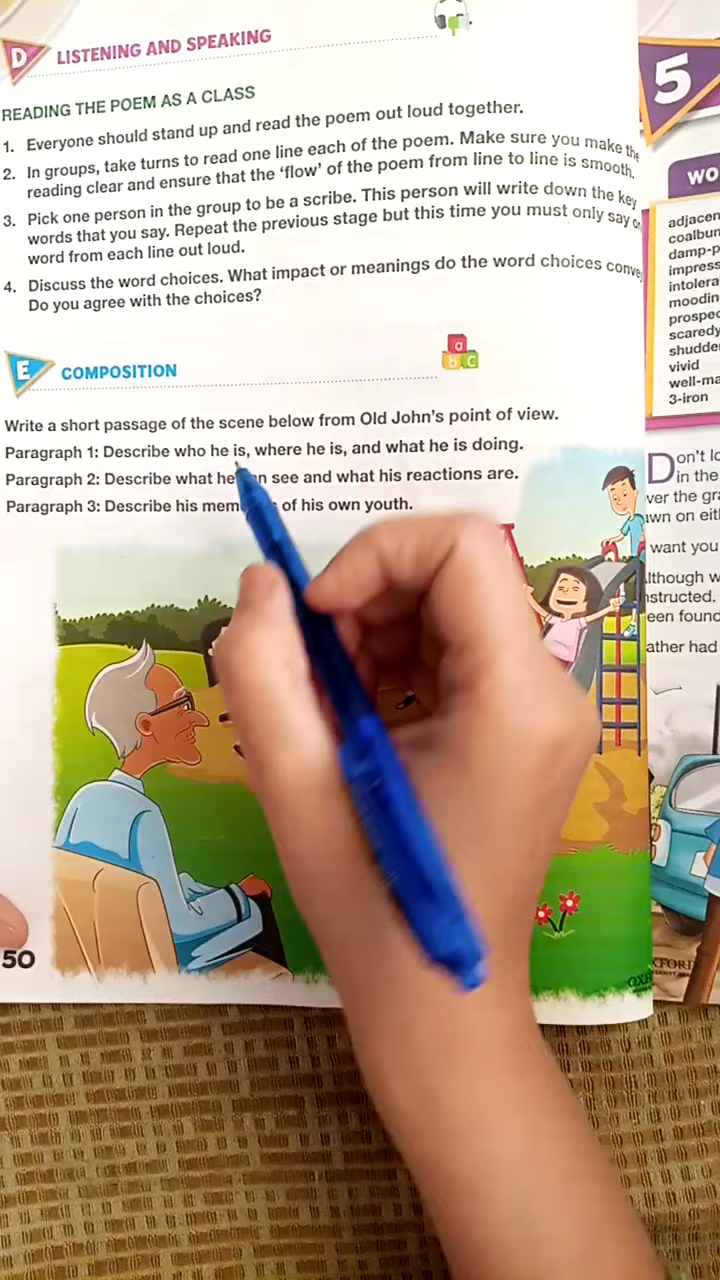 D LISTENING AND SPEAKING
READING THE POEM AS A CLASS
1. Everyone should stand up and read the poem out loud together.
2. In groups, take turns to read one line each of the poem. Make sure you make the
reading clear and ensure that the ‘flow’ of the poem from line to line is smooth.
3. Pick one person in the group to be a scribe. This person will write down the key
words that you say. Repeat the previous stage but this time you must only say
word from each line out loud.
4. Discuss the word choices. What impact or meanings do the word choices
Do you agree with the choices?
a
b c
E COMPOSITION
Write a short passage of the scene below from Old John's point of view.
Paragraph 1: Describe who he is, where he is, and what he is doing.
Paragraph 2: Describe what he see and what his reactions are.
Paragraph 3: Describe his of his own youth.
50
5
WO
adjacen
coalbun
damp-p
impress
intolera
moodin
prospec
scaredy
shudde
vivid
well-ma
3-iron
Don't lo
in the
ver the gra
awn on eit
want you
lthough w
nstructed.
een found
ather had